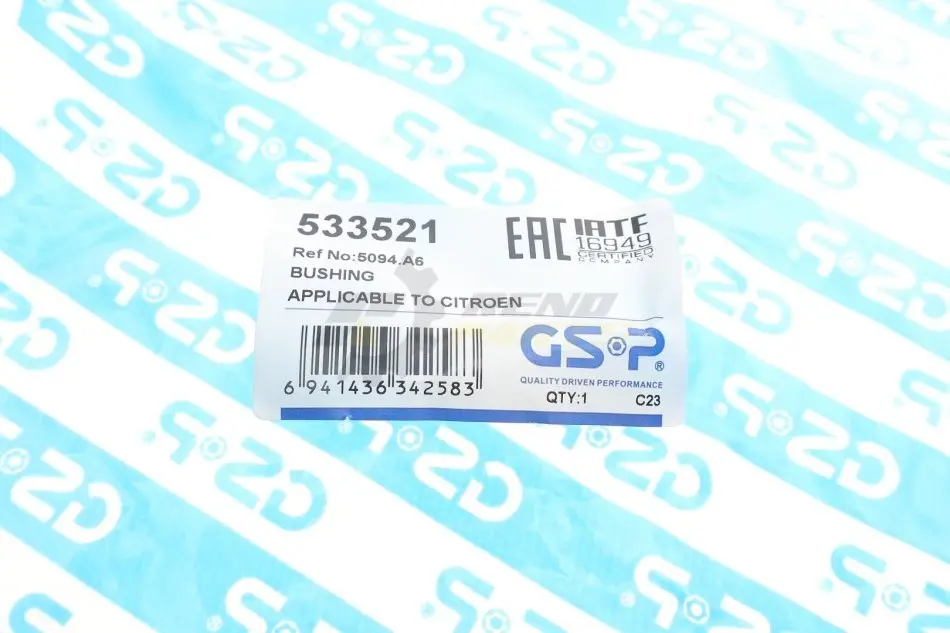 533521
Ref No:5094.A6
BUSHING
APPLICABLE TO CITROEN
6 941436 342583
EAC
IATF
16949
CERTIFIED
COMPANY
GSP®
QUALITY DRIVEN PERFORMANCE
QTY:1 C23